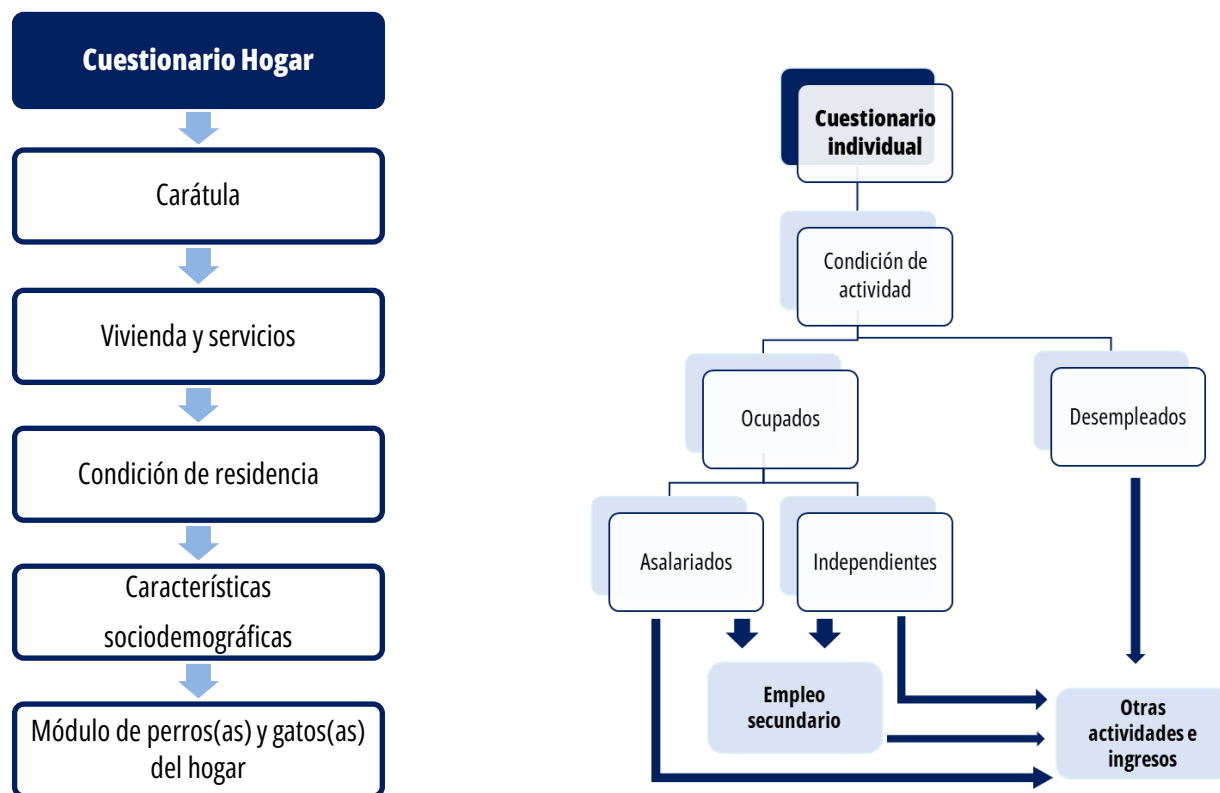 Cuestionario Hogar
Carátula
Vivienda y servicios
Condición de residencia
Características
sociodemográficas
Módulo de perros(as) y gatos(as)
del hogar
Cuestionario
individual
Condición de
actividad
Ocupados
Desempleados
Asalariados
Independientes
Empleo
secundario
Otras
actividades e
ingresos